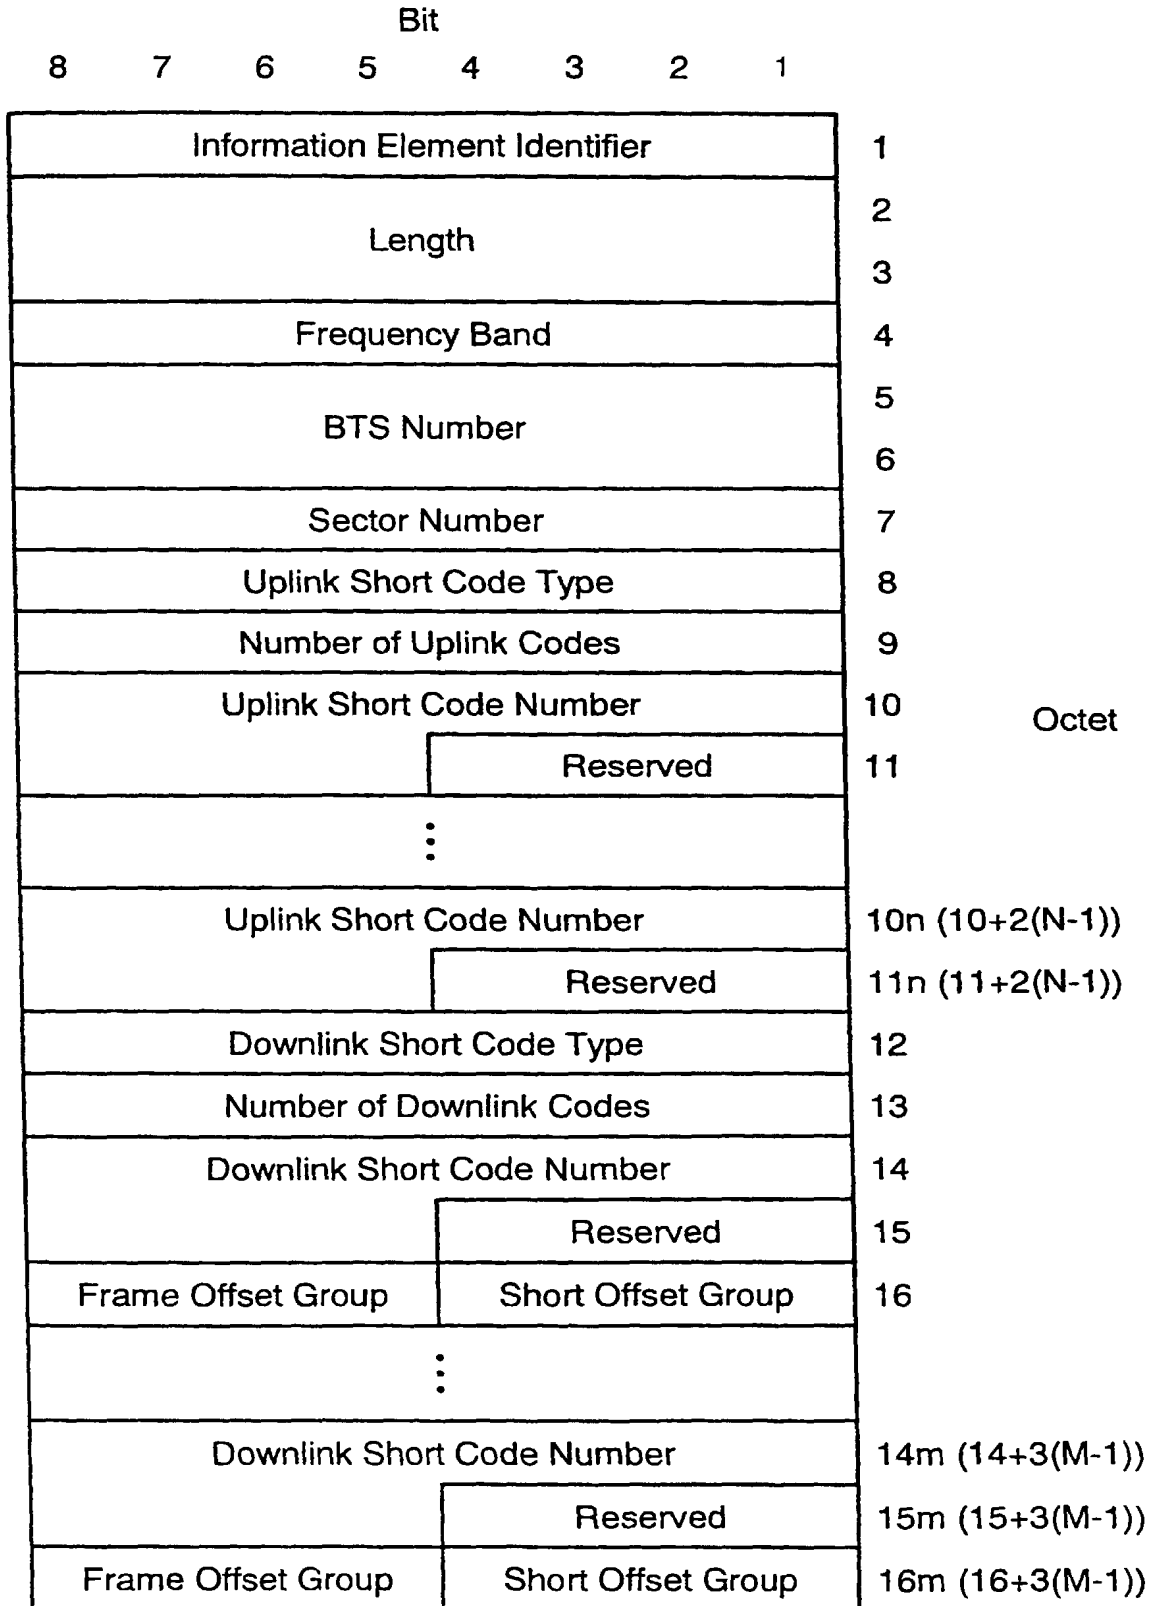 Bit
8 7 6 5 4 3 2 1
Information Element Identifier 1
2
Length
3
Frequency Band 4
5
BTS Number
6
Sector Number 7
Uplink Short Code Type 8
Number of Uplink Codes 9
Uplink Short Code Number 10
Octet
Reserved 11
Uplink Short Code Number 10n (10+2(N-1))
Reserved 11n (11+2(N-1))
Downlink Short Code Type 12
Number of Downlink Codes 13
Downlink Short Code Number 14
Reserved 15
Frame Offset Group Short Offset Group 16
Downlink Short Code Number 14m (14+3(M-1))
Reserved 15m (15+3(M-1))
Frame Offset Group Short Offset Group 16m (16+3(M-1))